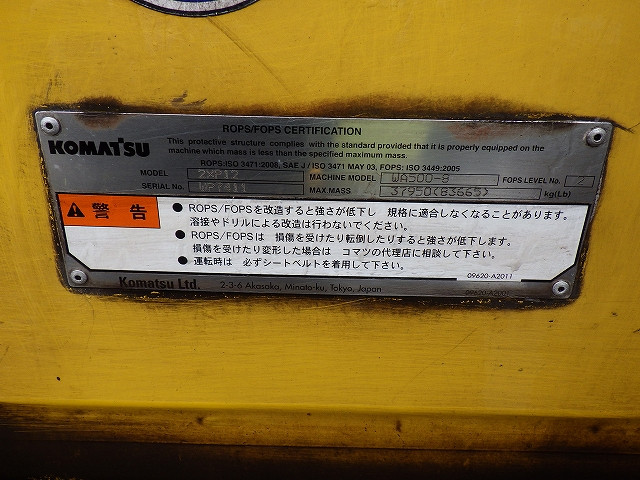 ROPS/FOPS CERTIFICATION
KOMATSU
This protective structure complies with the standard provided that it is properly equipped on the
machine which mass is less than the specified maximum mass.
ROPS:ISO 3471:2008, SAE J / ISO 3471 MAY 03, FOPS: ISO 3449:2005
MODEL MACHINE MODEL WA500-8 FOPS LEVEL No. 2
SERIAL No. MAX.MASS 37950(83665) kg(Lb)
警告
● ROPS/FOPSを改造すると強さが低下し 規格に適合しなくなることがあります。
溶接やドリルによる改造は行わないでください。
● ROPS/FOPSは 損傷を受けたり転倒したりすると強さが低下します。
損傷を受けたり変形した場合は コマツの代理店に相談して下さい。
● 運転時は 必ずシートベルトを着用して下さい。
09620-A2011
Komatsu Ltd. 2-3-6 Akasaka, Minato-ku, Tokyo, Japan